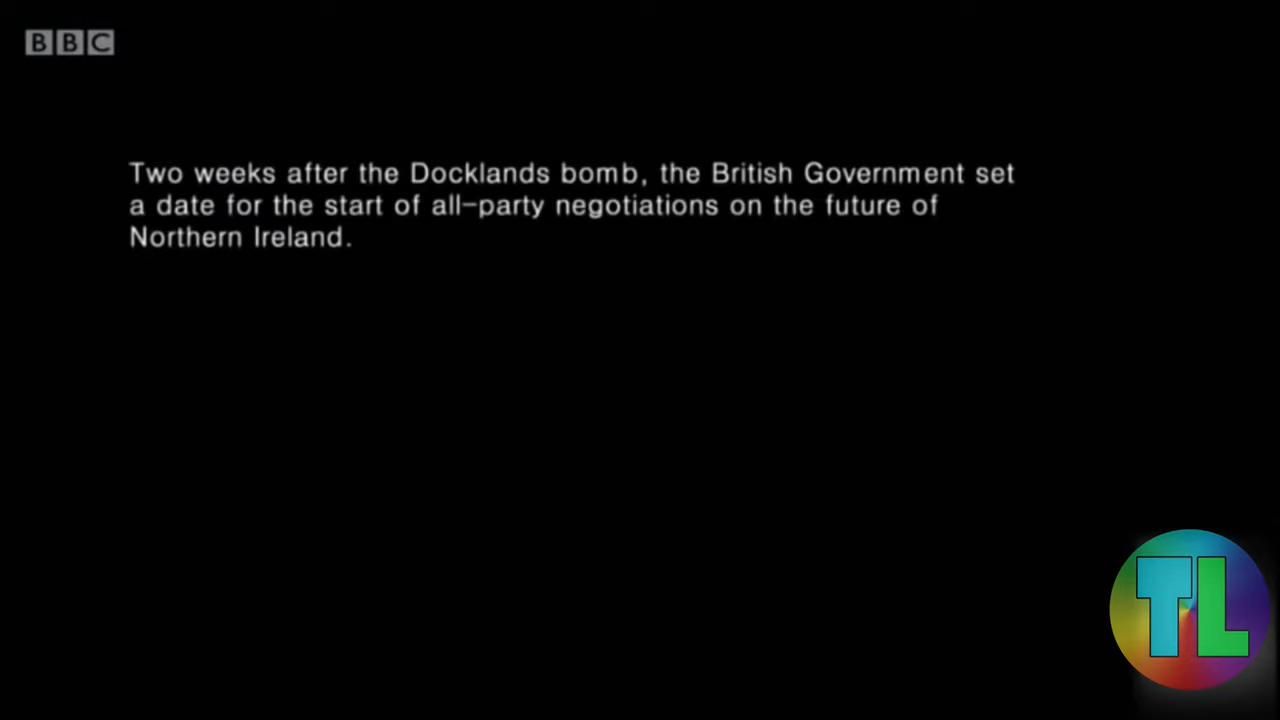 BBC
Two weeks after the Docklands bomb, the British Government set
a date for the start of all-party negotiations on the future of
Northern Ireland.
TL